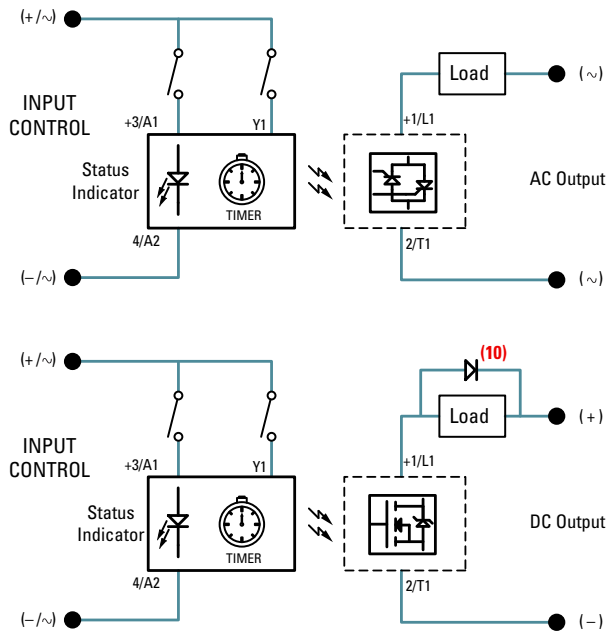 (+/∼)
Load
(∼)
INPUT
CONTROL
+3/A1
Y1
+1/L1
Status
Indicator
TIMER
AC Output
4/A2
2/T1
(−/∼)
(∼)
(+/∼)
(10)
Load
(+)
INPUT
CONTROL
+3/A1
Y1
+1/L1
Status
Indicator
TIMER
DC Output
4/A2
2/T1
(−/∼)
(−)